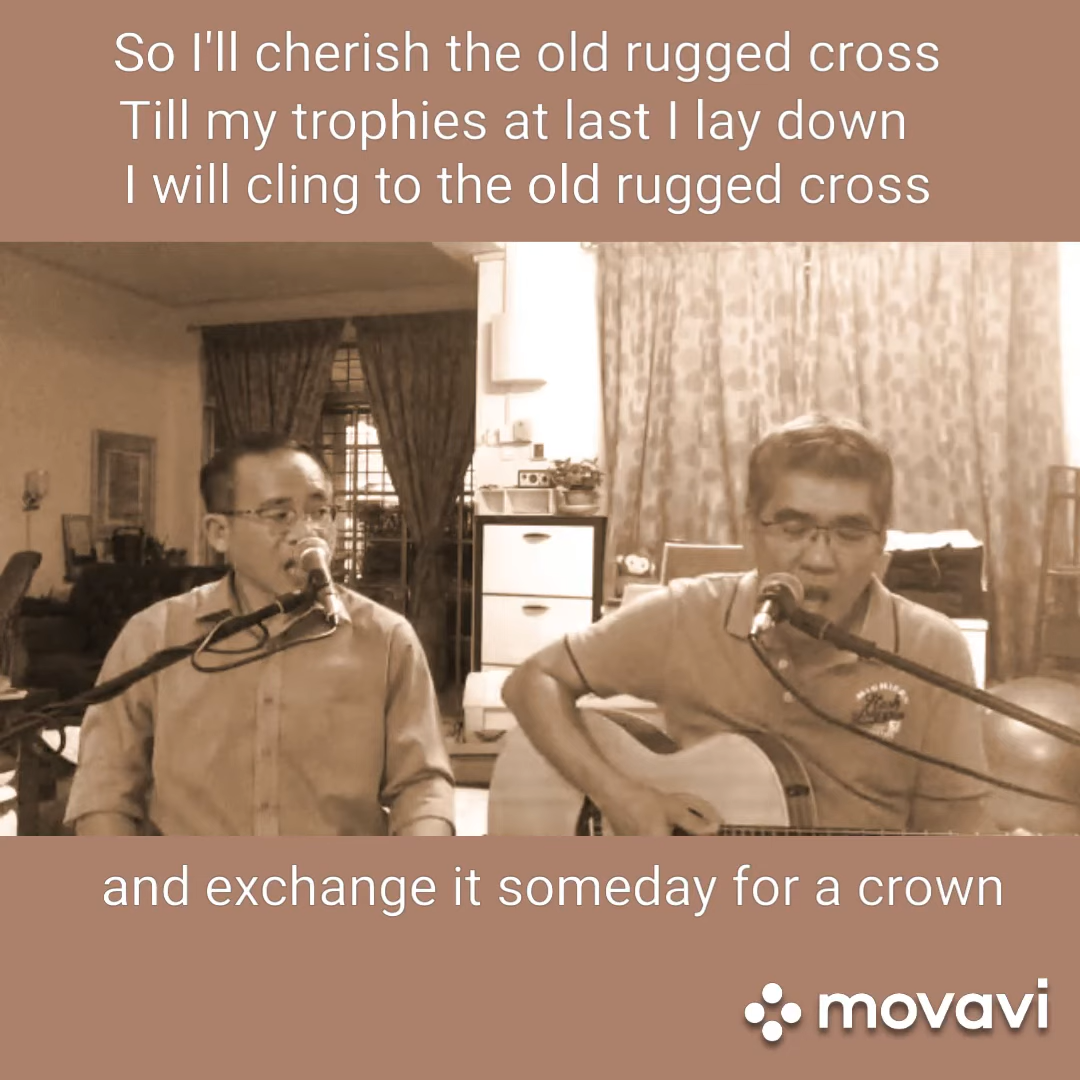 So I'll cherish the old rugged cross
Till my trophies at last I lay down
I will cling to the old rugged cross
and exchange it someday for a crown
movavi